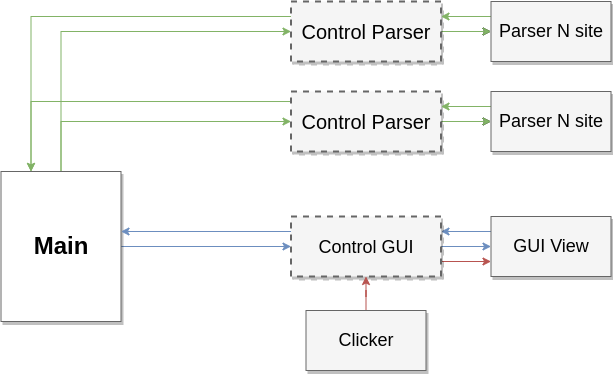 Control Parser
Parser N site
Control Parser
Parser N site
Main
Control GUI
GUI View
Clicker